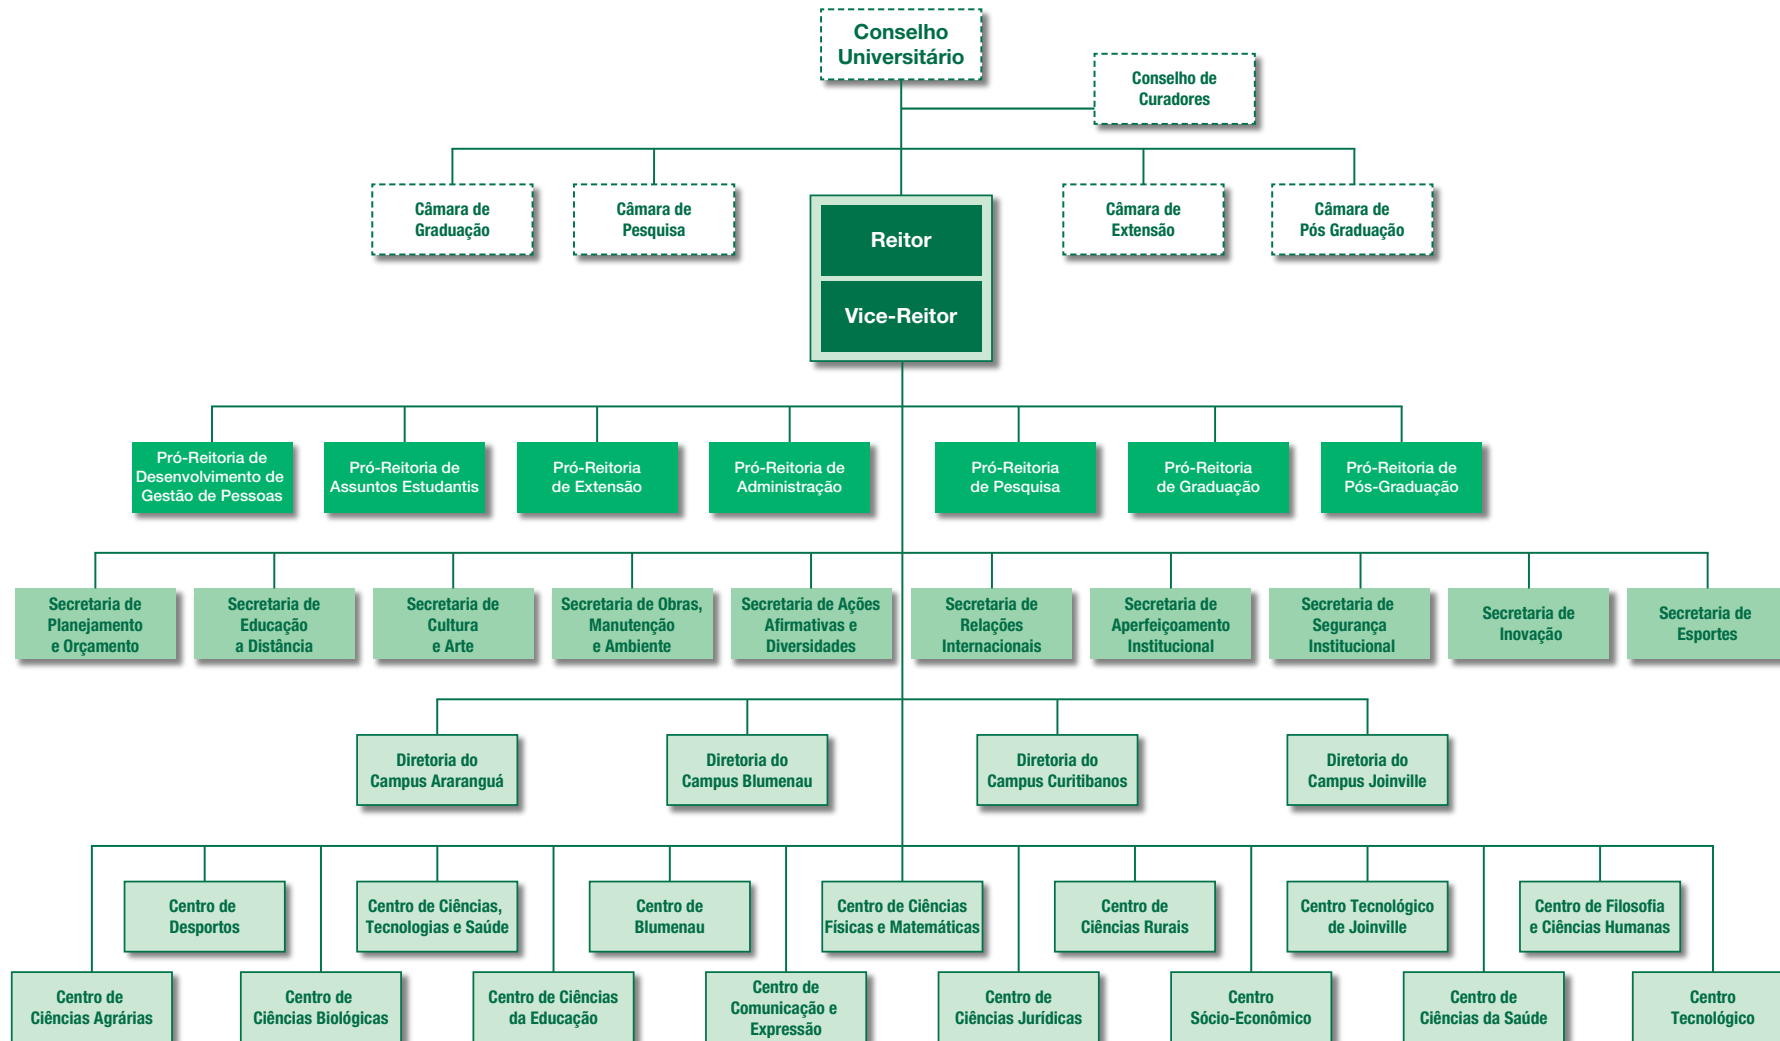 Conselho
Universitário
Conselho de
Curadores
Câmara de
Graduação
Câmara de
Pesquisa
Câmara de
Extensão
Câmara de
Pós Graduação
Reitor
Vice-Reitor
Pró-Reitoria de
Desenvolvimento de
Gestão de Pessoas
Pró-Reitoria de
Assuntos Estudantis
Pró-Reitoria
de Extensão
Pró-Reitoria de
Administração
Pró-Reitoria
de Pesquisa
Pró-Reitoria
de Graduação
Pró-Reitoria de
Pós-Graduação
Secretaria de
Planejamento
e Orçamento
Secretaria de
Educação
a Distância
Secretaria de
Cultura
e Arte
Secretaria de Obras,
Manutenção
e Ambiente
Secretaria de Ações
Afirmativas e
Diversidades
Secretaria de
Relações
Internacionais
Secretaria de
Aperfeiçoamento
Institucional
Secretaria de
Segurança
Institucional
Secretaria de
Inovação
Secretaria de
Esportes
Diretoria do
Campus Araranguá
Diretoria do
Campus Blumenau
Diretoria do
Campus Curitibanos
Diretoria do
Campus Joinville
Centro de
Desportos
Centro de Ciências,
Tecnologias e Saúde
Centro de
Blumenau
Centro de Ciências
Físicas e Matemáticas
Centro de
Ciências Rurais
Centro Tecnológico
de Joinville
Centro de Filosofia
e Ciências Humanas
Centro de
Ciências Agrárias
Centro de
Ciências Biológicas
Centro de Ciências
da Educação
Centro de
Comunicação e
Expressão
Centro de
Ciências Jurídicas
Centro
Sócio-Econômico
Centro de
Ciências da Saúde
Centro
Tecnológico